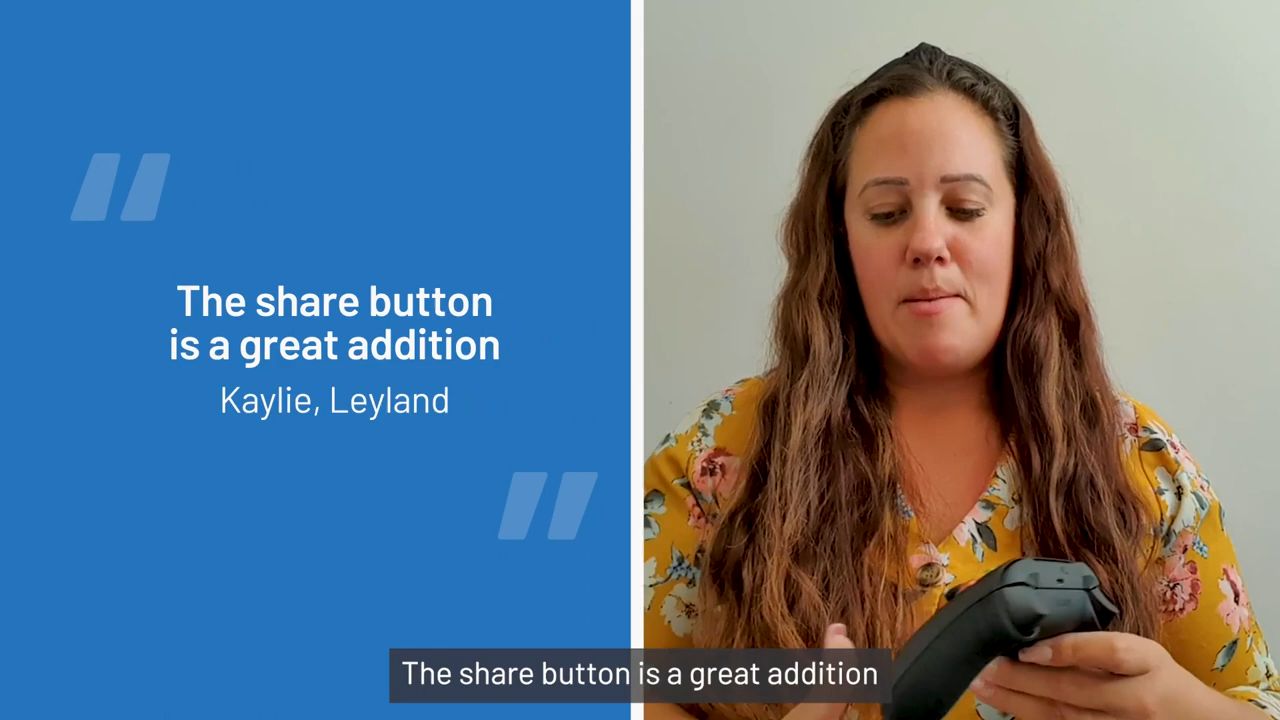 The share button
is a great addition
Kaylie, Leyland
The share button is a great addition